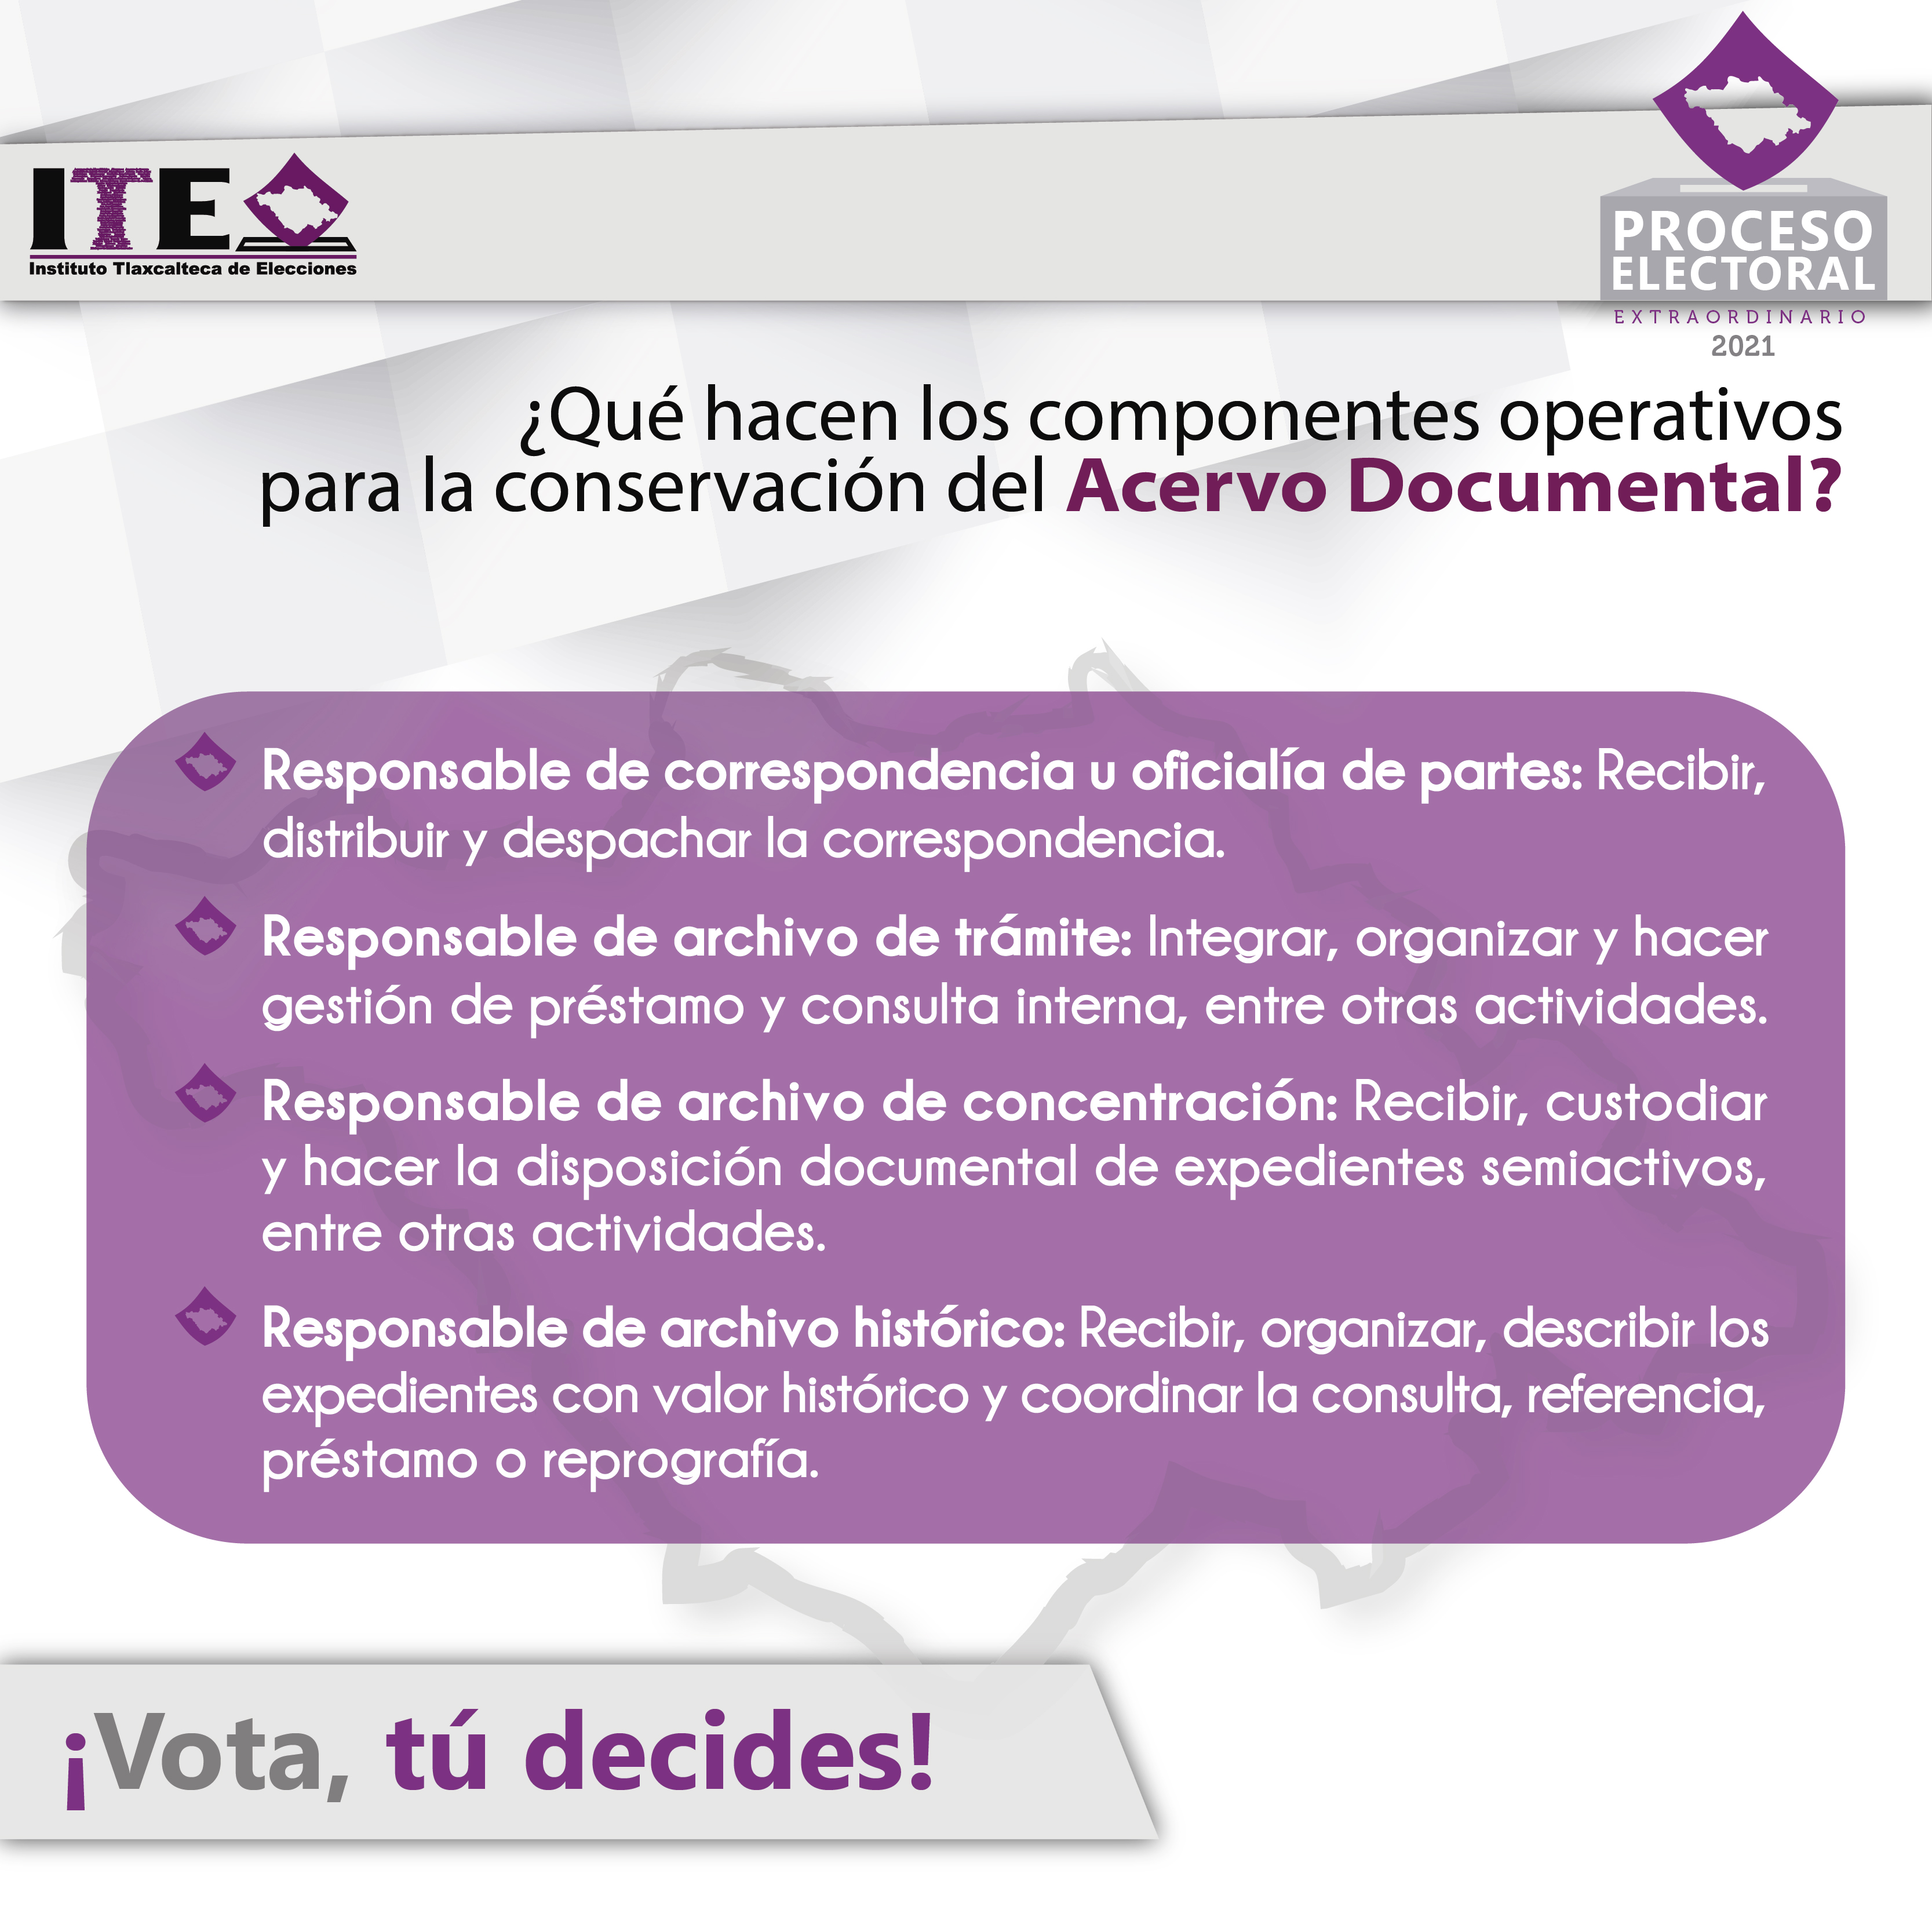 ITE
Instituto Tlaxcalteca de Elecciones
PROCESO
ELECTORAL
EXTRAORDINARIO
2021
¿Qué hacen los componentes operativos
para la conservación del Acervo Documental?
Responsable de correspondencia u oficialía de partes: Recibir,
distribuir y despachar la correspondencia.
Responsable de archivo de trámite: Integrar, organizar y hacer
gestión de préstamo y consulta interna, entre otras actividades.
Responsable de archivo de concentración: Recibir, custodiar
y hacer la disposición documental de expedientes semiactivos,
entre otras actividades.
Responsable de archivo histórico: Recibir, organizar, describir los
expedientes con valor histórico y coordinar la consulta, referencia,
préstamo o reprografía.
¡Vota, tú decides!